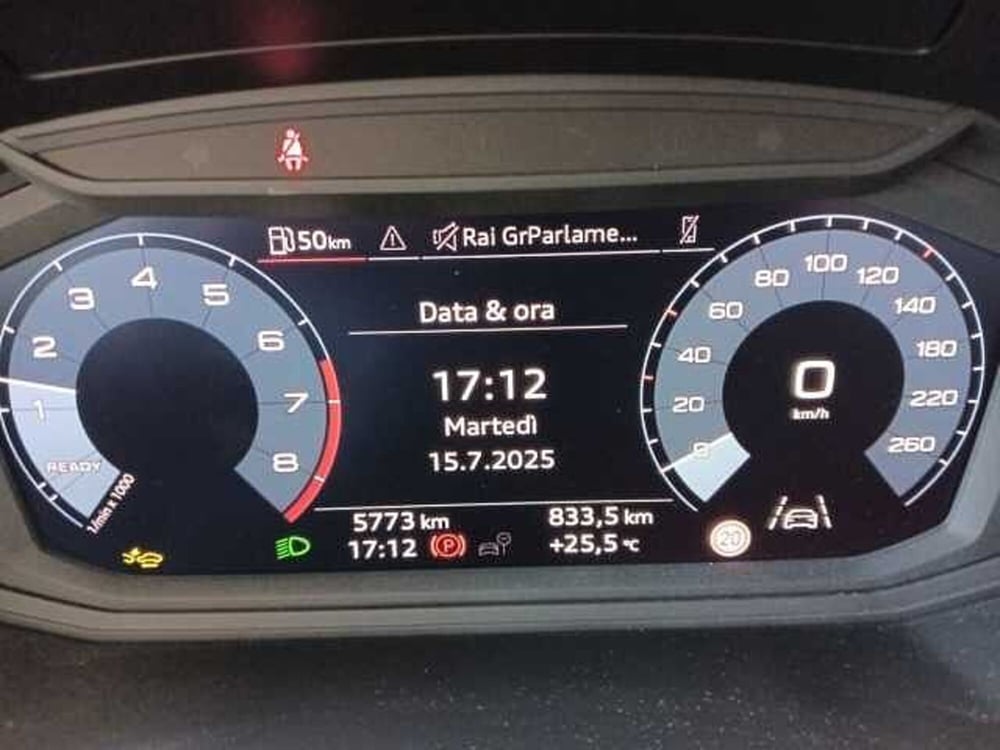 50km
Rai GrParlame...
Data & ora
17:12
Martedì
15.7.2025
5773 km
833,5 km
17:12
+25,5 °C
1
2
3
4
5
6
7
8
READY
1/min x 1000
0
20
40
60
80
100
120
140
180
220
260
0
km/h
20
P